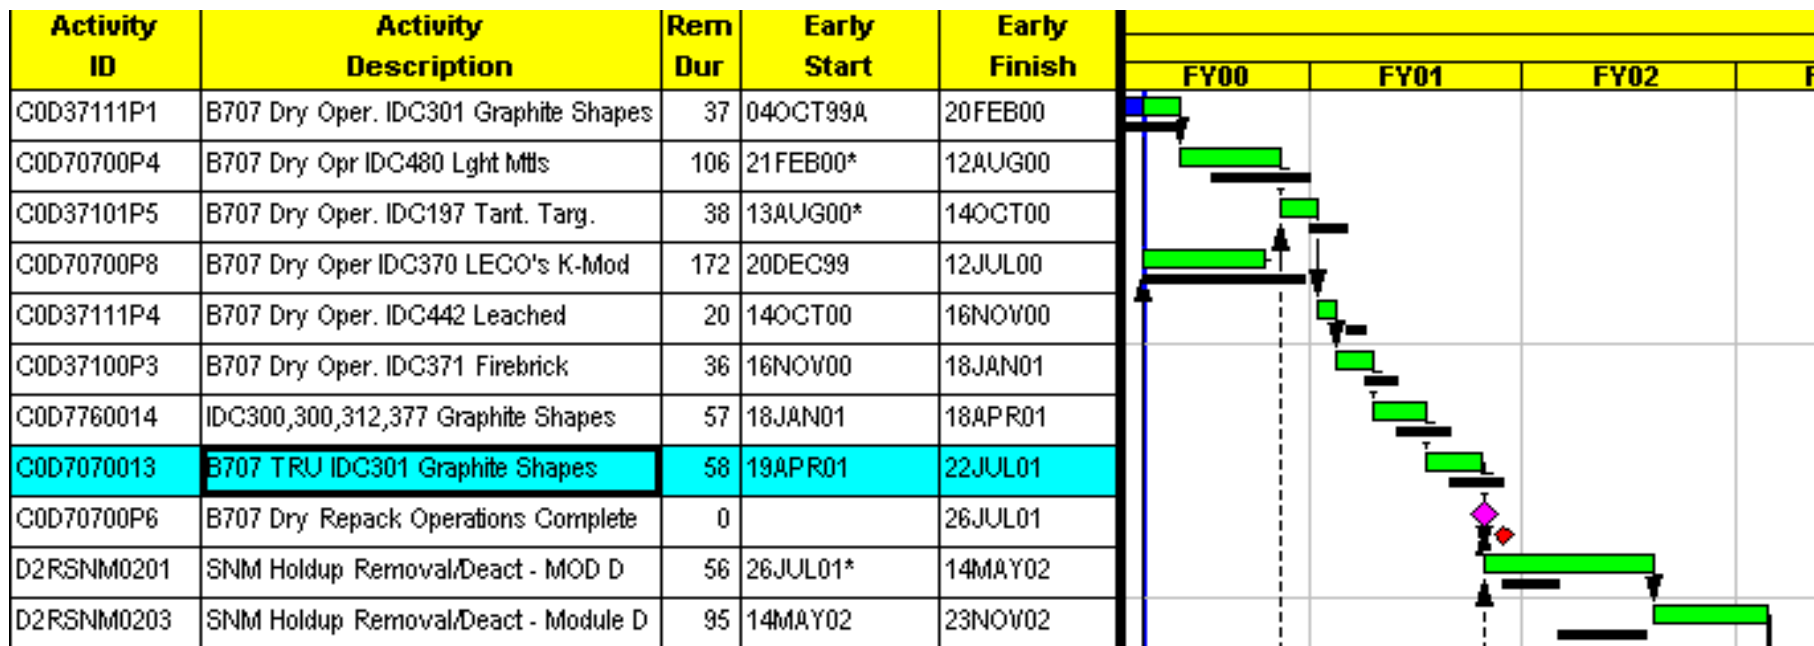 Activity Activity Rem Early Early
ID Description Dur Start Finish FY00 FY01 FY02 F
C0D37111P1 B707 Dry Oper. IDC301 Graphite Shapes 37 04OCT99A 20FEB00
C0D70700P4 B707 Dry Opr IDC480 Lght Mtls 106 21FEB00* 12AUG00
C0D37101P5 B707 Dry Oper. IDC197 Tant. Targ. 38 13AUG00* 14OCT00
C0D70700P8 B707 Dry Oper IDC370 LECO's K-Mod 172 20DEC99 12JUL00
C0D37111P4 B707 Dry Oper. IDC442 Leached 20 14OCT00 16NOV00
C0D37100P3 B707 Dry Oper. IDC371 Firebrick 36 16NOV00 18JAN01
C0D7760014 IDC300,300,312,377 Graphite Shapes 57 18JAN01 18APR01
C0D7070013 B707 TRU IDC301 Graphite Shapes 58 19APR01 22JUL01
C0D70700P6 B707 Dry Repack Operations Complete 0 26JUL01
D2RSNM0201 SNM Holdup Removal/Deact - MOD D 56 26JUL01* 14MAY02
D2RSNM0203 SNM Holdup Removal/Deact - Module D 95 14MAY02 23NOV02